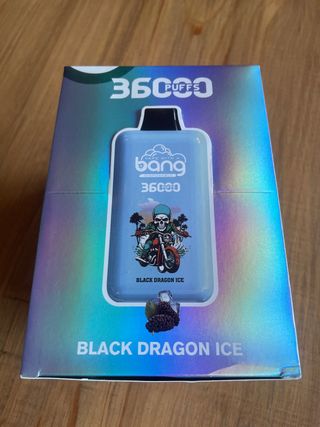 36000
PUFFS
bang
36000
BLACK DRAGON ICE
BLACK DRAGON ICE